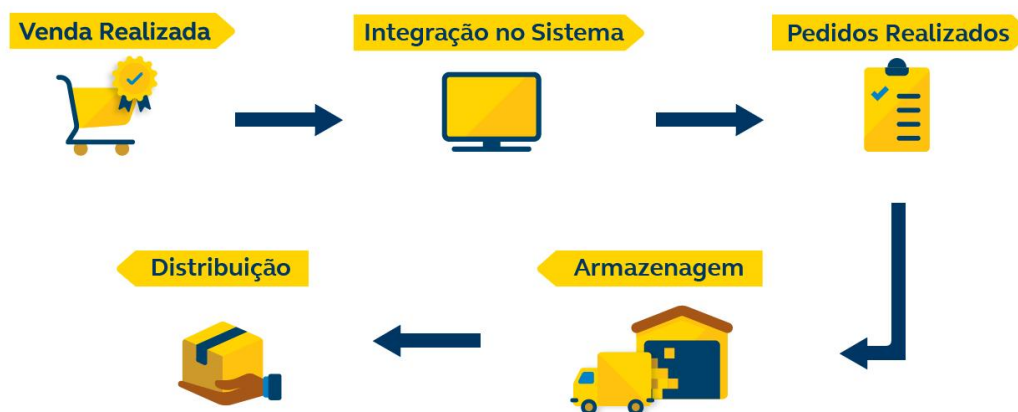 Venda Realizada
Integração no Sistema
Pedidos Realizados
Armazenagem
Distribuição